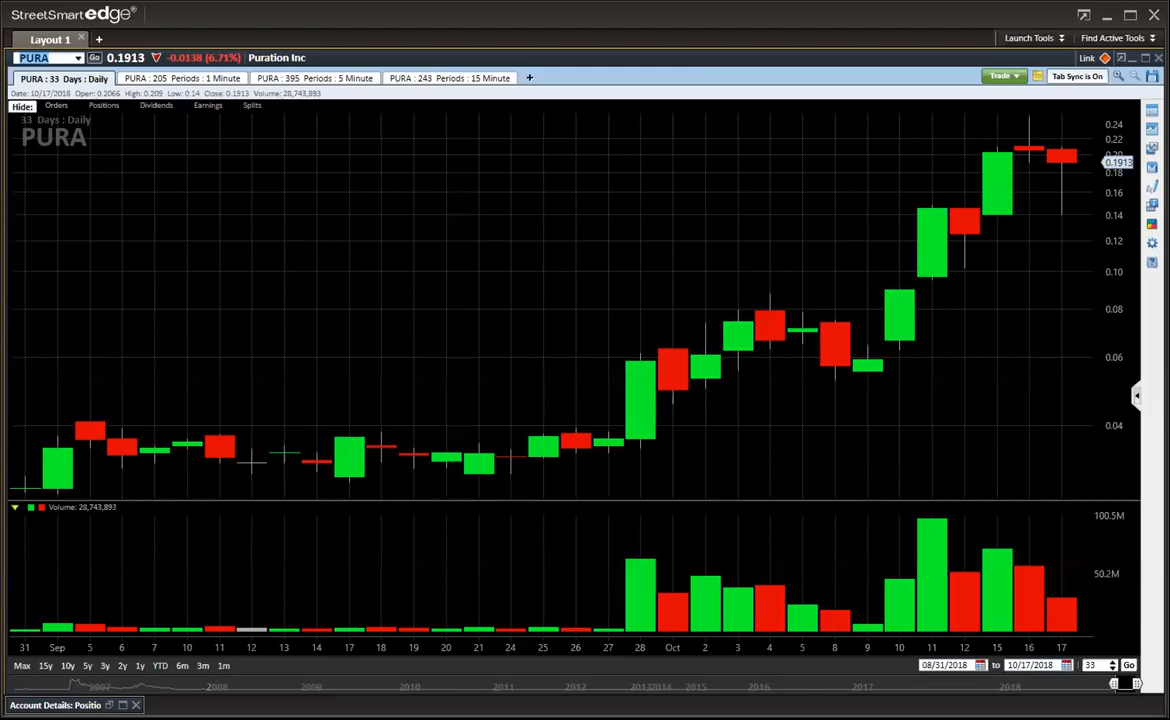 StreetSmart edge®
Layout 1 × +
Launch Tools Find Active Tools
PURA Go 0.1913 -0.0138 (6.71%) Puration Inc Link
PURA : 33 Days : Daily PURA : 205 Periods : 1 Minute PURA : 395 Periods : 5 Minute PURA : 243 Periods : 15 Minute + Trade Tab Sync is On
Date: 10/17/2018 Open: 0.2066 High: 0.209 Low: 0.14 Close: 0.1913 Volume: 28,743,893
Hide: Orders Positions Dividends Earnings Splits
33 Days : Daily
PURA
0.24
0.22
0.20
0.1913
0.18
0.16
0.14
0.12
0.10
0.08
0.06
0.04
Volume: 28,743,893
100.5M
50.2M
31 Sep 5 6 7 10 11 12 13 14 17 18 19 20 21 24 25 26 27 28 Oct 2 3 4 5 8 9 10 11 12 15 16 17
Max 15y 10y 5y 3y 2y 1y YTD 6m 3m 1m 08/31/2018 to 10/17/2018 33 Go
2007 2008 2009 2010 2011 2012 2013 2014 2015 2016 2017 2018
Account Details: Positio